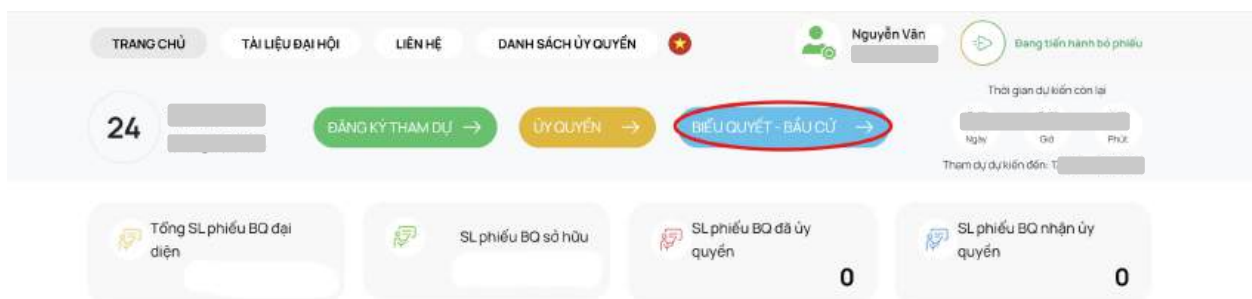 TRANG CHỦ
TÀI LIỆU ĐẠI HỘI
LIÊN HỆ
DANH SÁCH ỦY QUYỀN
Nguyễn Văn
Đang tiến hành bỏ phiếu
24
ĐĂNG KÝ THAM DỰ →
ỦY QUYỀN →
BIỂU QUYẾT - BẦU CỬ →
Thời gian dự kiến còn lại
Ngày
Giờ
Phút
Tham dự dự kiến đến:
Tổng SL phiếu BQ đại
diện
SL phiếu BQ sở hữu
SL phiếu BQ đã ủy
quyền
0
SL phiếu BQ nhận ủy
quyền
0